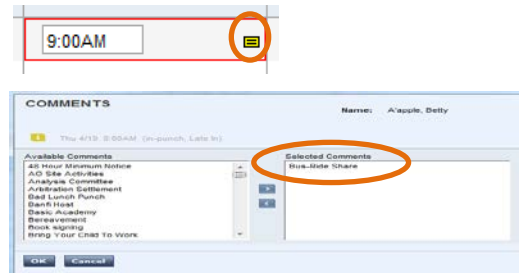 9:00AM
COMMENTS
Name: A'apple, Betty
Thu 4/19 9:00AM (in-punch, Late In)
Available Comments
48 Hour Minimum Notice
AO Site Activities
Analysis Committee
Arbitration Settlement
Bad Lunch Punch
Banfi Host
Basic Academy
Bereavement
Book signing
Bring Your Child To Work
Selected Comments
Bus-Ride Share
OK Cancel